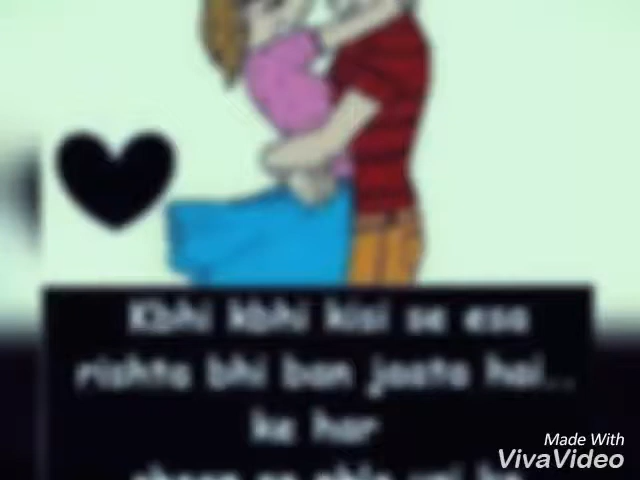 Kbhi kbhi kisi se esa
rishta bhi ban jaata hai...
ke har
Made With
VivaVideo